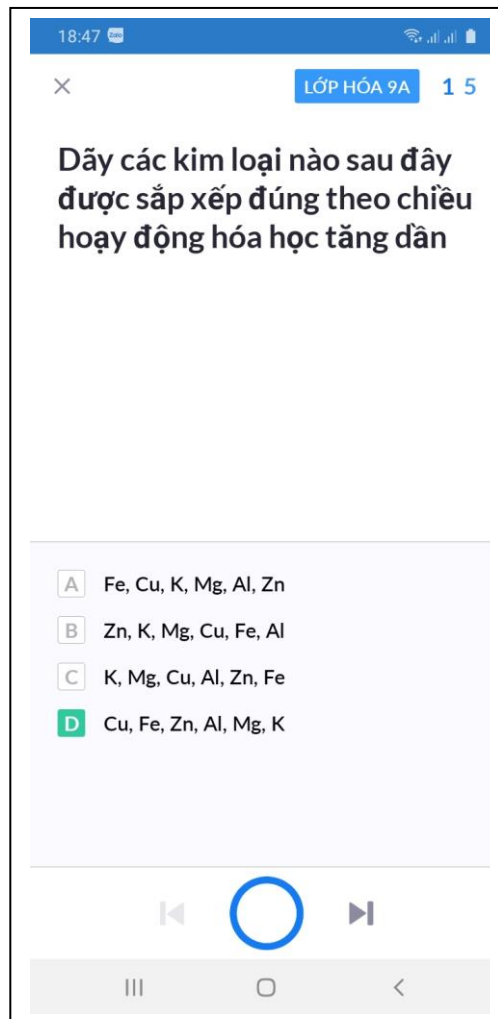 18:47
LỚP HÓA 9A 1 5
Dãy các kim loại nào sau đây
được sắp xếp đúng theo chiều
hoạy động hóa học tăng dần
A Fe, Cu, K, Mg, Al, Zn
B Zn, K, Mg, Cu, Fe, Al
C K, Mg, Cu, Al, Zn, Fe
D Cu, Fe, Zn, Al, Mg, K